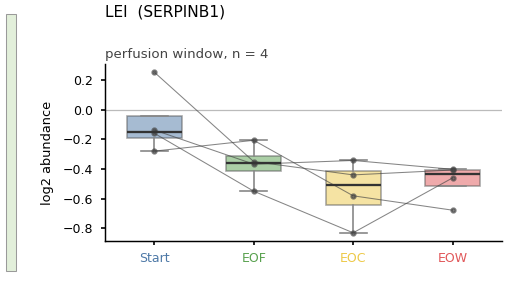 LEI (SERPINB1)
perfusion window, n = 4
log2 abundance
0.2
0.0
−0.2
−0.4
−0.6
−0.8
Start EOF EOC EOW